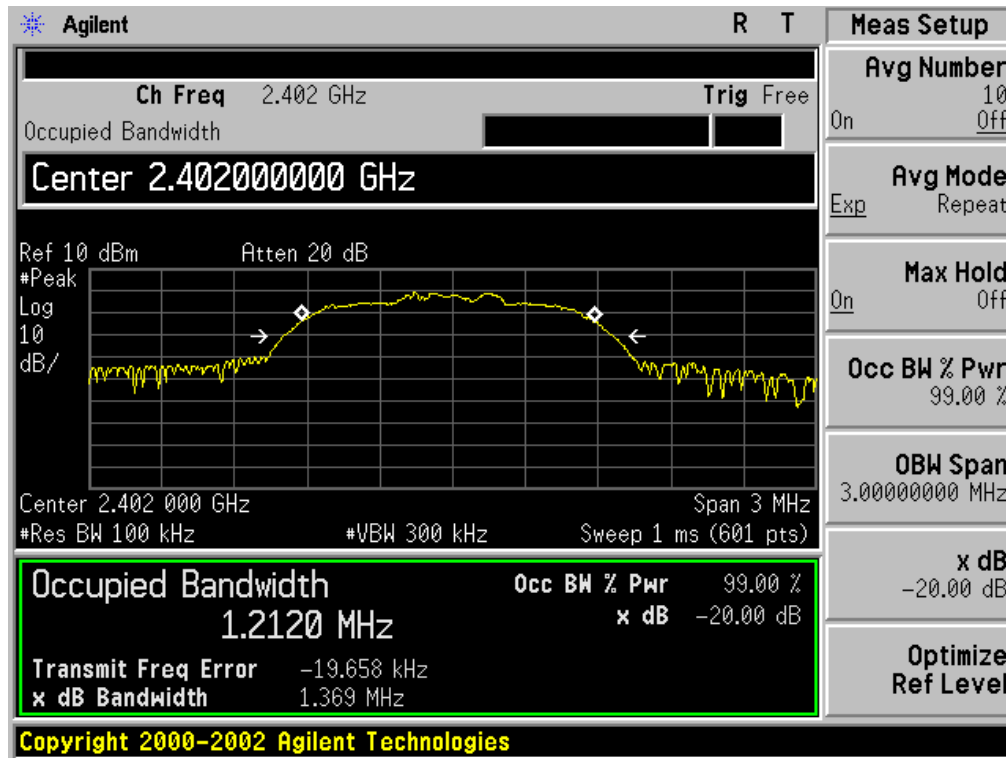 Agilent R T
Ch Freq 2.402 GHz Trig Free
Occupied Bandwidth
Center 2.402000000 GHz
Ref 10 dBm Atten 20 dB
#Peak
Log
10
dB/
Center 2.402 000 GHz Span 3 MHz
#Res BW 100 kHz #VBW 300 kHz Sweep 1 ms (601 pts)
Occupied Bandwidth Occ BW % Pwr 99.00 %
1.2120 MHz x dB -20.00 dB
Transmit Freq Error -19.658 kHz
x dB Bandwidth 1.369 MHz
Copyright 2000-2002 Agilent Technologies
Meas Setup
Avg Number
10
On Off
Avg Mode
Exp Repeat
Max Hold
On Off
Occ BW % Pwr
99.00 %
OBW Span
3.00000000 MHz
x dB
-20.00 dB
Optimize
Ref Level